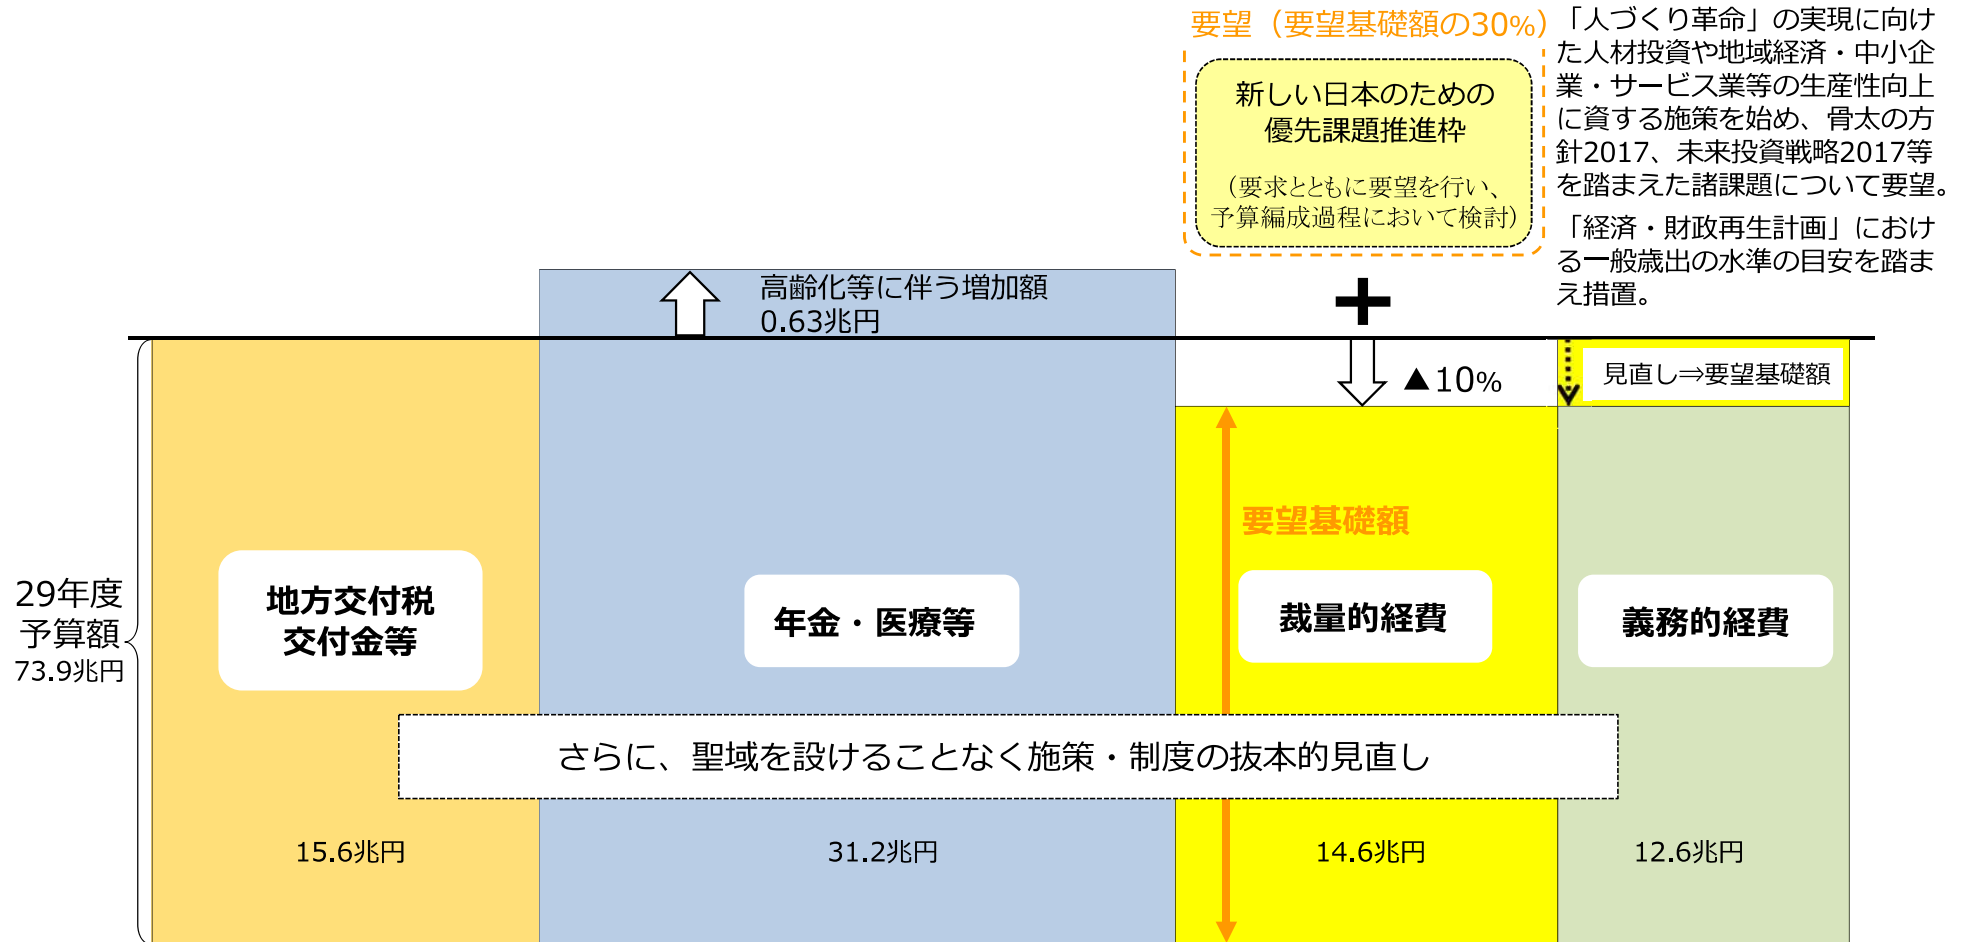 要望（要望基礎額の30%）
新しい日本のための
優先課題推進枠
（要求とともに要望を行い、
予算編成過程において検討）
「人づくり革命」の実現に向け
た人材投資や地域経済・中小企
業・サービス業等の生産性向上
に資する施策を始め、骨太の方
針2017、未来投資戦略2017等
を踏まえた諸課題について要望。
「経済・財政再生計画」におけ
る一般歳出の水準の目安を踏ま
え措置。
高齢化等に伴う増加額
0.63兆円
＋
▲10%
見直し⇒要望基礎額
要望基礎額
29年度
予算額
73.9兆円
地方交付税
交付金等
年金・医療等
裁量的経費
義務的経費
さらに、聖域を設けることなく施策・制度の抜本的見直し
15.6兆円
31.2兆円
14.6兆円
12.6兆円